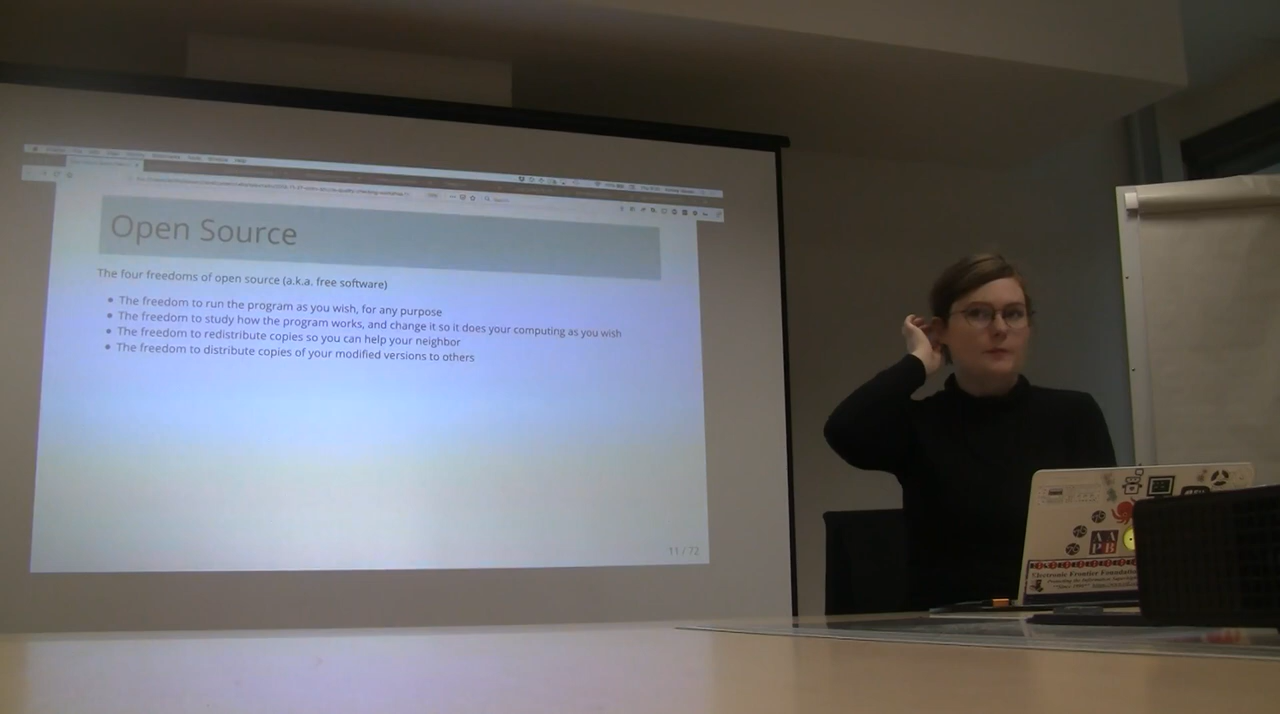 Open Source
The four freedoms of open source (a.k.a. free software)
The freedom to run the program as you wish, for any purpose
The freedom to study how the program works, and change it so it does your computing as you wish
The freedom to redistribute copies so you can help your neighbor
The freedom to distribute copies of your modified versions to others
11 / 72
AA
PB
Electronic Frontier Foundation